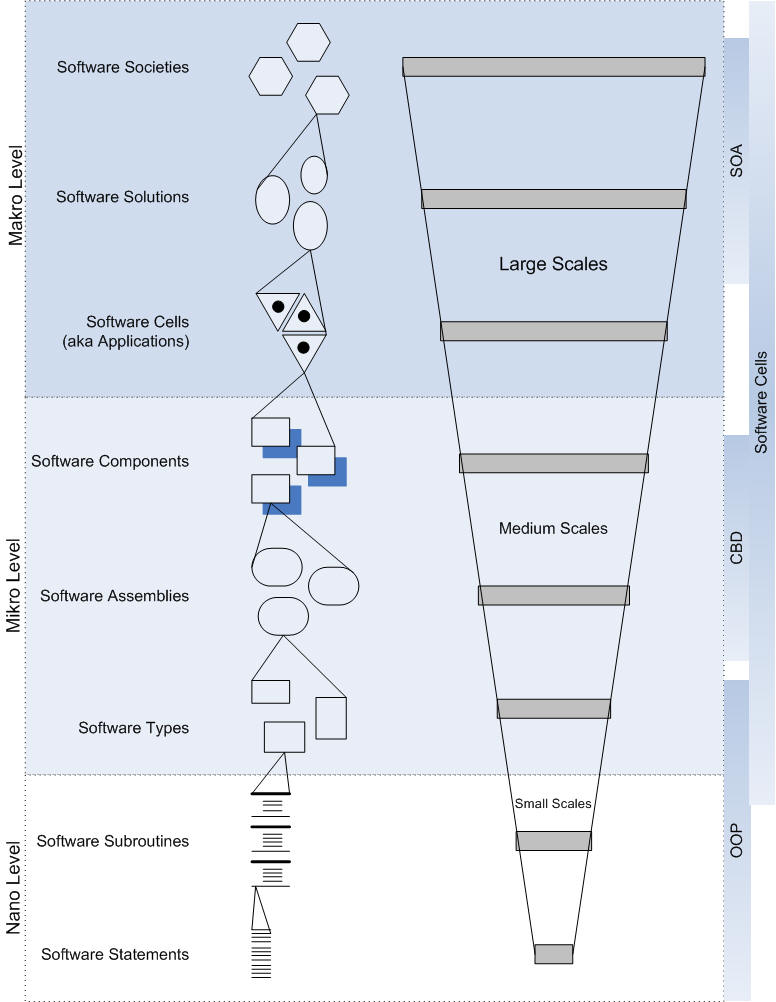 Makro Level
Software Societies
Software Solutions
Large Scales
Software Cells
(aka Applications)
SOA
Mikro Level
Software Components
Medium Scales
Software Assemblies
Software Types
CBD
Software Cells
Nano Level
Small Scales
Software Subroutines
Software Statements
OOP